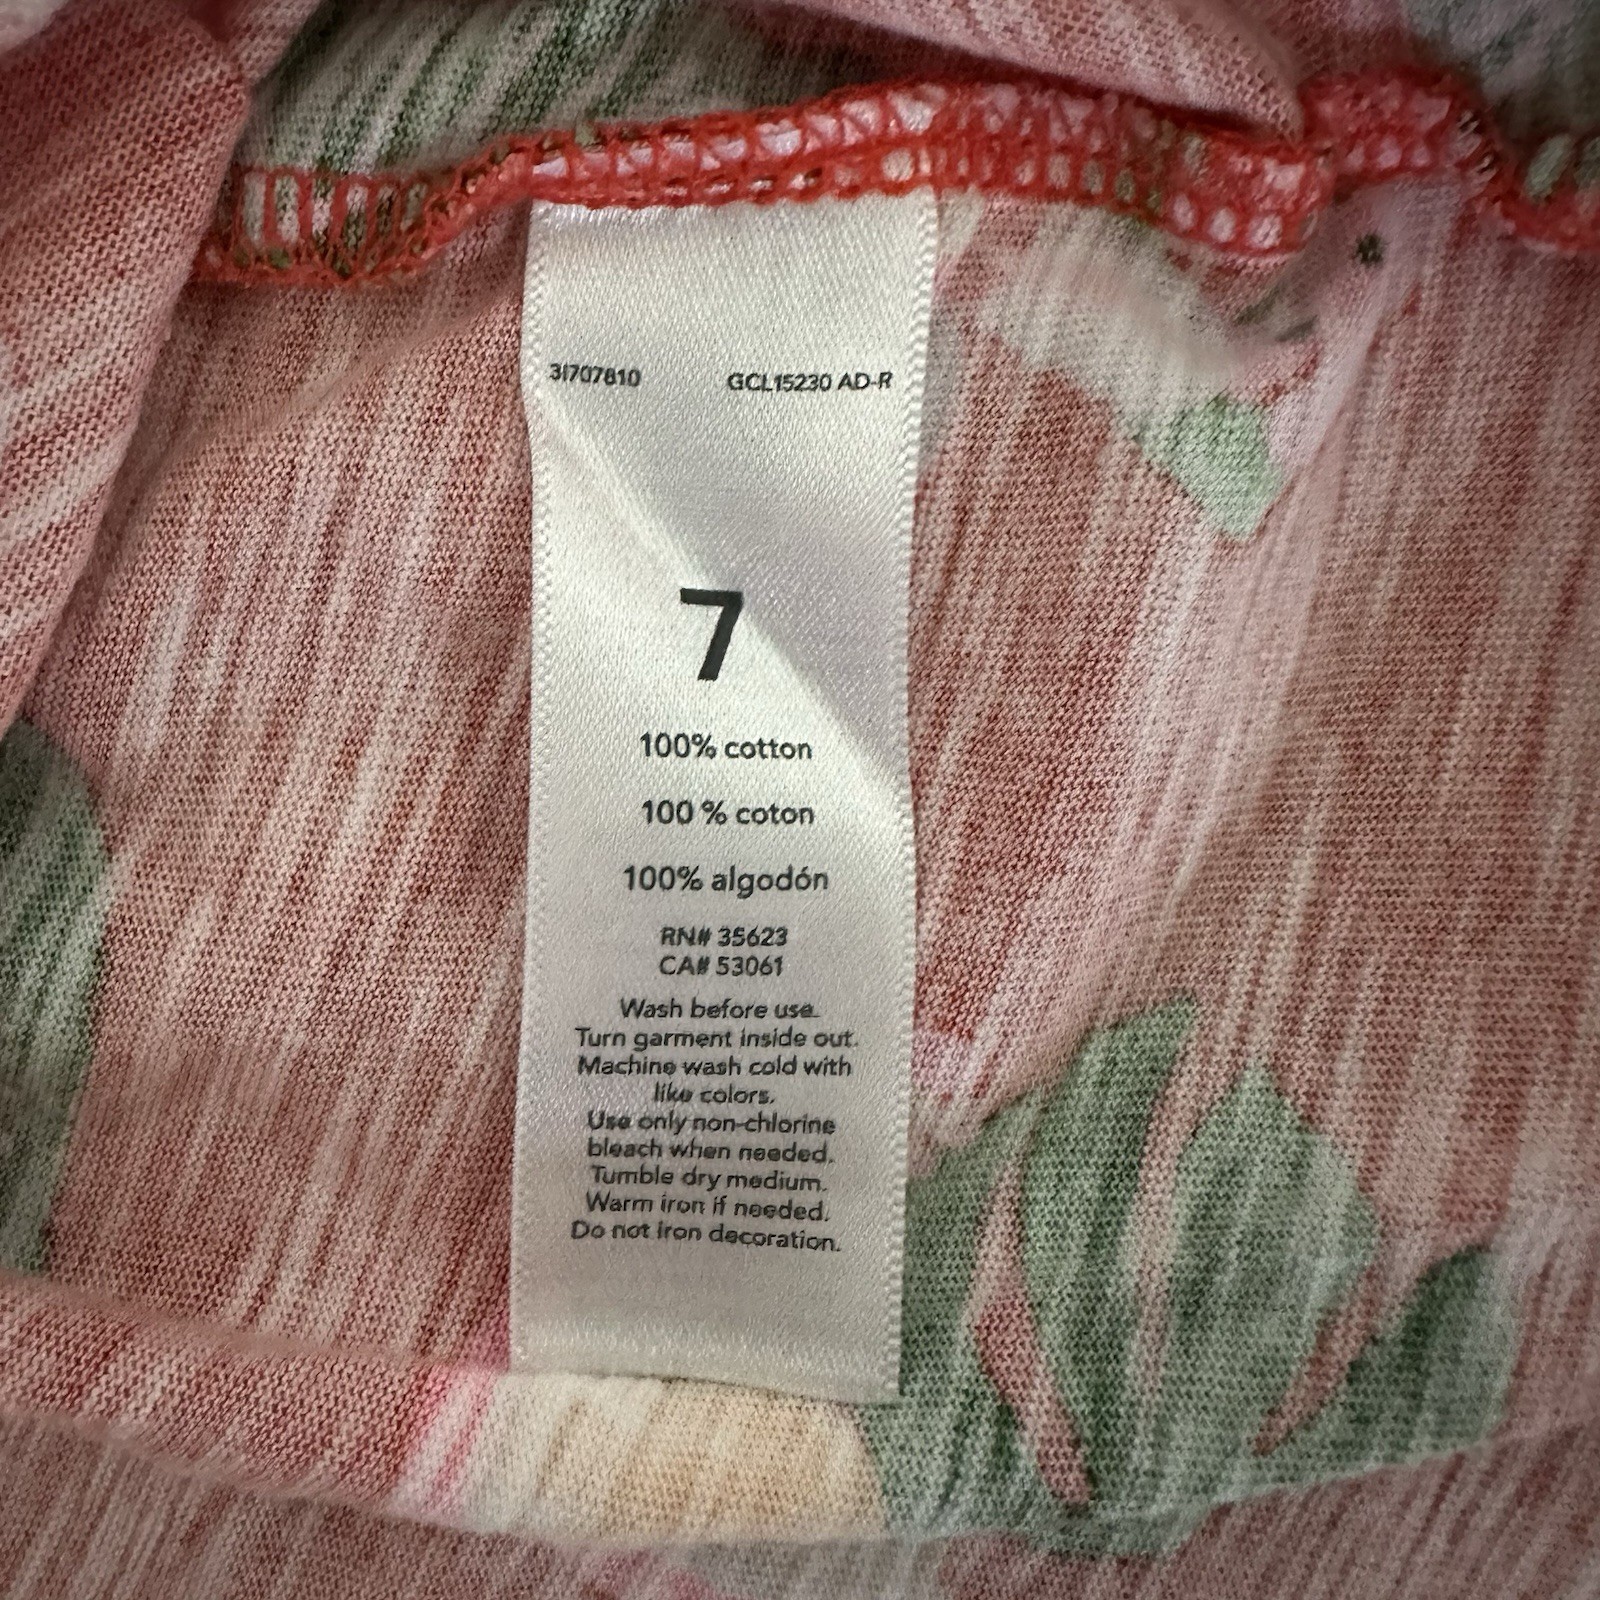 31707810 GCL15230 AD-R
7
100% cotton
100 % coton
100% algodón
RN# 35623
CA# 53061
Wash before use.
Turn garment inside out.
Machine wash cold with
like colors.
Use only non-chlorine
bleach when needed.
Tumble dry medium.
Warm iron if needed.
Do not iron decoration.